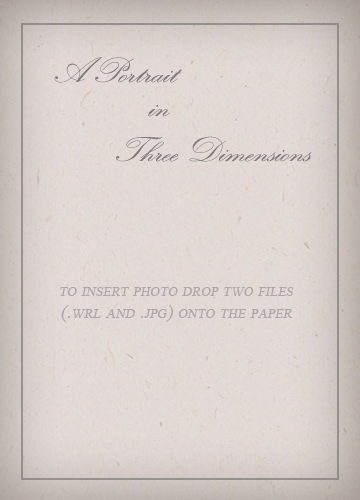 A Portrait
in
Three Dimensions
TO INSERT PHOTO DROP TWO FILES
(.WRL AND .JPG) ONTO THE PAPER